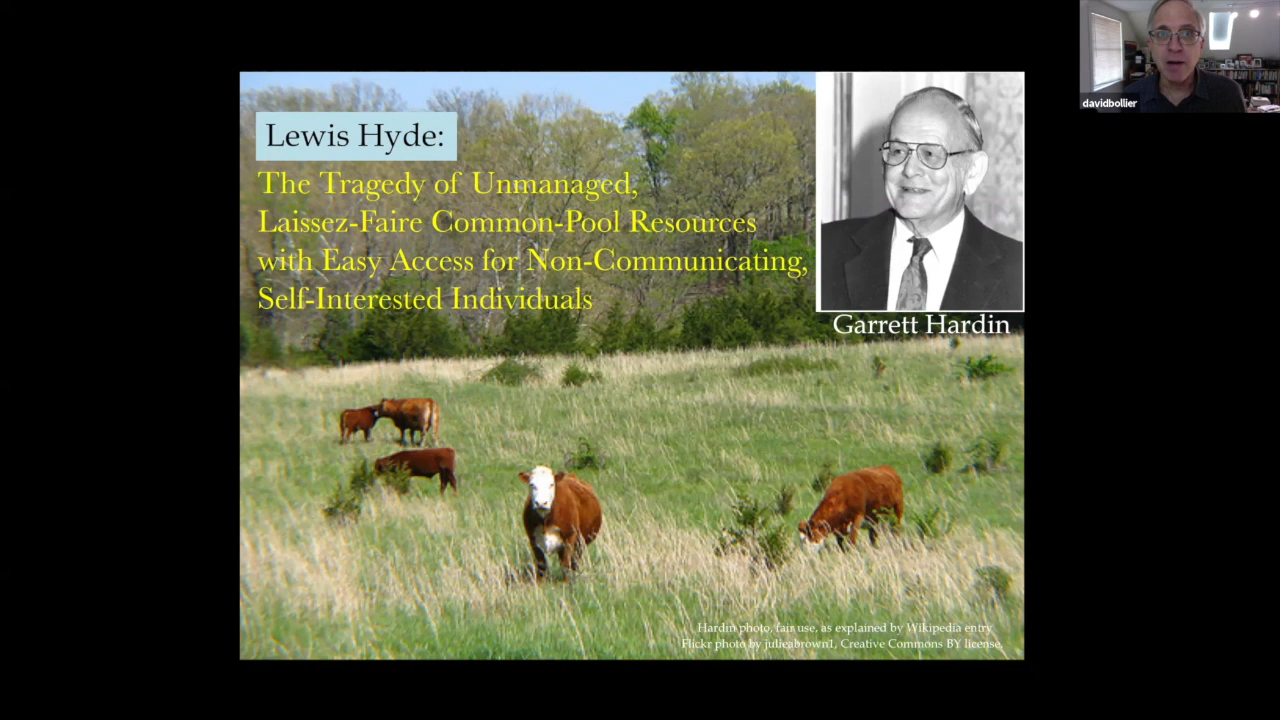 davidbollier
Lewis Hyde:
The Tragedy of Unmanaged,
Laissez-Faire Common-Pool Resources
with Easy Access for Non-Communicating,
Self-Interested Individuals
Garrett Hardin
Hardin photo, fair use, as explained by Wikipedia entry
Flickr photo by julieabrown1, Creative Commons BY license.